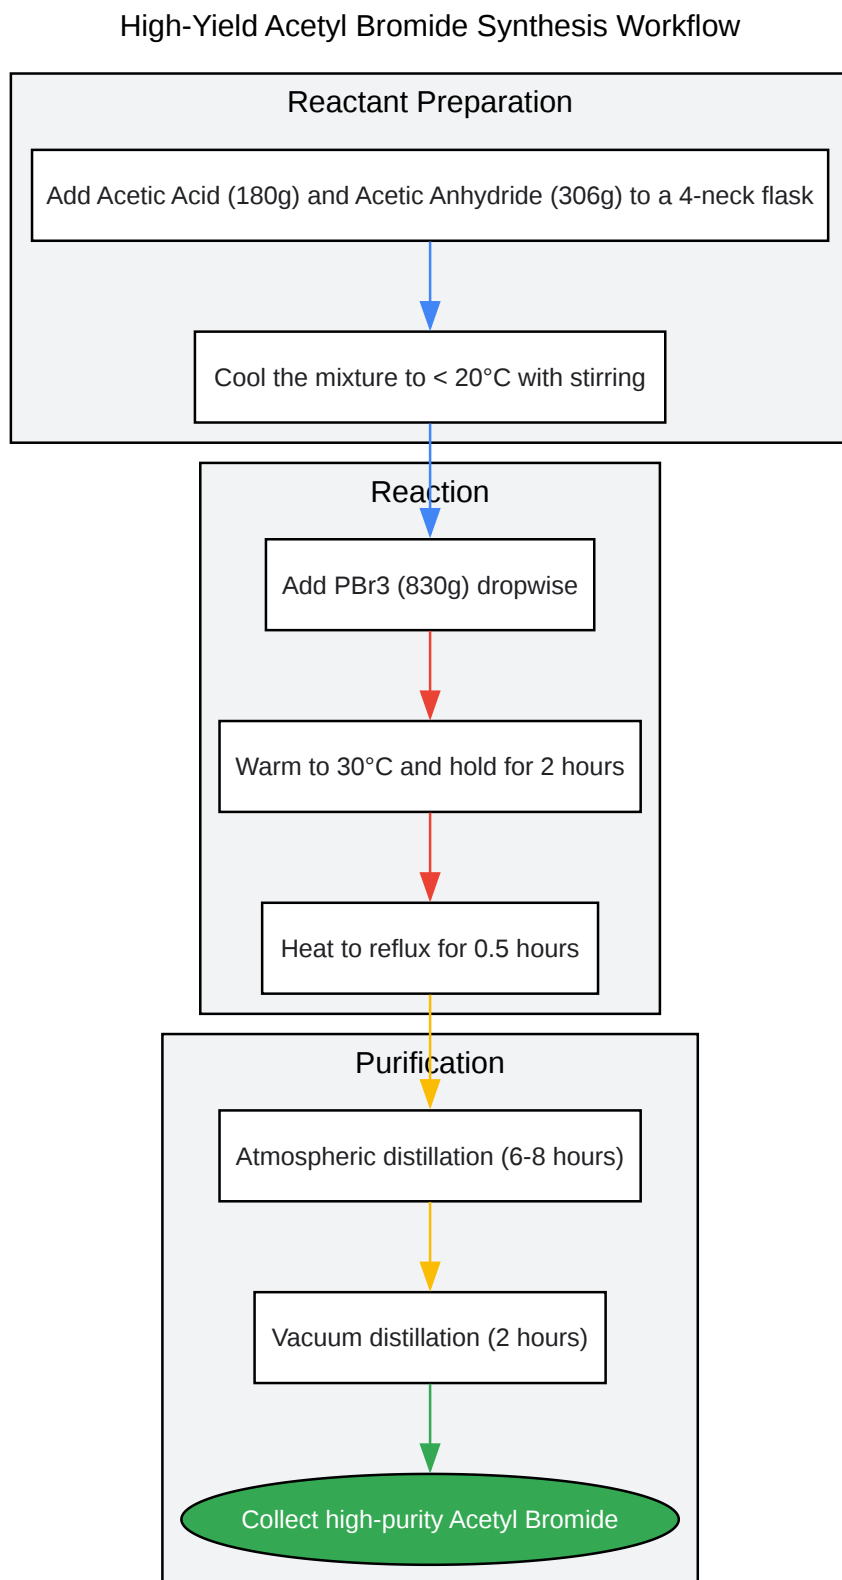 High-Yield Acetyl Bromide Synthesis Workflow
Reactant Preparation
Add Acetic Acid (180g) and Acetic Anhydride (306g) to a 4-neck flask
Cool the mixture to < 20°C with stirring
Reaction
Add PBr3 (830g) dropwise
Warm to 30°C and hold for 2 hours
Heat to reflux for 0.5 hours
Purification
Atmospheric distillation (6-8 hours)
Vacuum distillation (2 hours)
Collect high-purity Acetyl Bromide